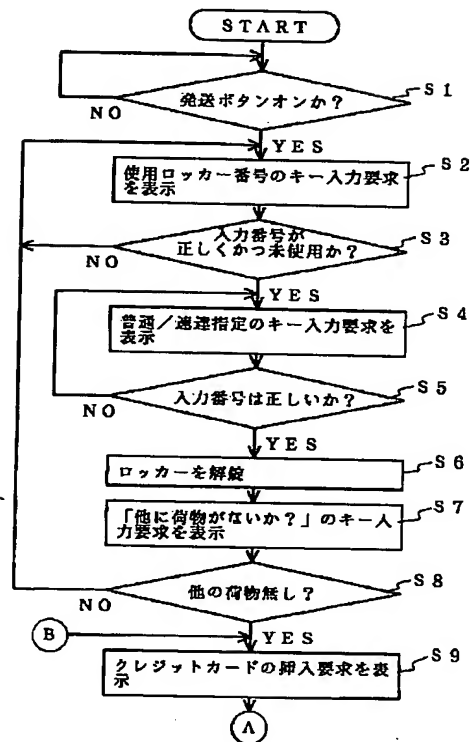 START
発送ボタンオンか?
S1
NO
YES
使用ロッカー番号のキー入力要求
を表示
S2
入力番号が
正しくかつ未使用か?
S3
NO
YES
普通/速達指定のキー入力要求を
表示
S4
入力番号は正しいか?
S5
NO
YES
ロッカーを解錠
S6
「他に荷物がないか?」のキー入
力要求を表示
S7
他の荷物無し?
S8
NO
YES
B
クレジットカードの挿入要求を表
示
S9
A